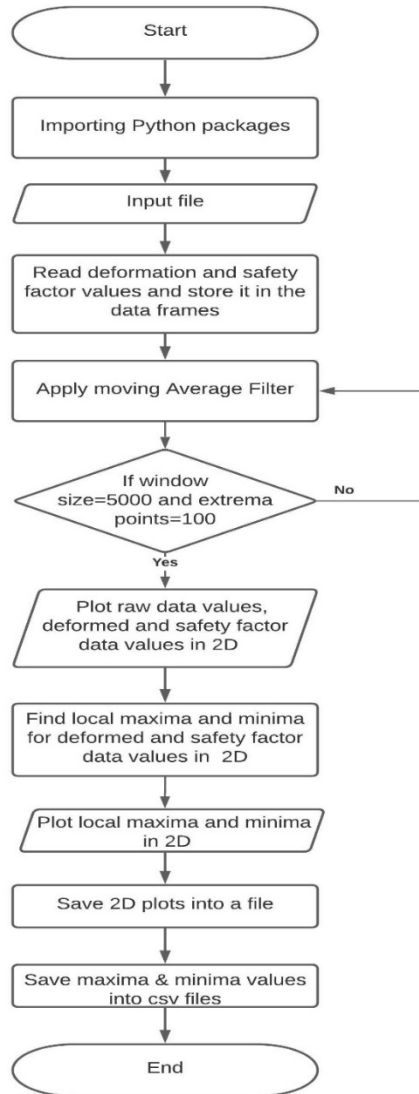 Start
Importing Python packages
Input file
Read deformation and safety
factor values and store it in the
data frames
Apply moving Average Filter
If window
size=5000 and extrema
points=100
No
Yes
Plot raw data values,
deformed and safety factor
data values in 2D
Find local maxima and minima
for deformed and safety factor
data values in 2D
Plot local maxima and minima
in 2D
Save 2D plots into a file
Save maxima & minima values
into csv files
End